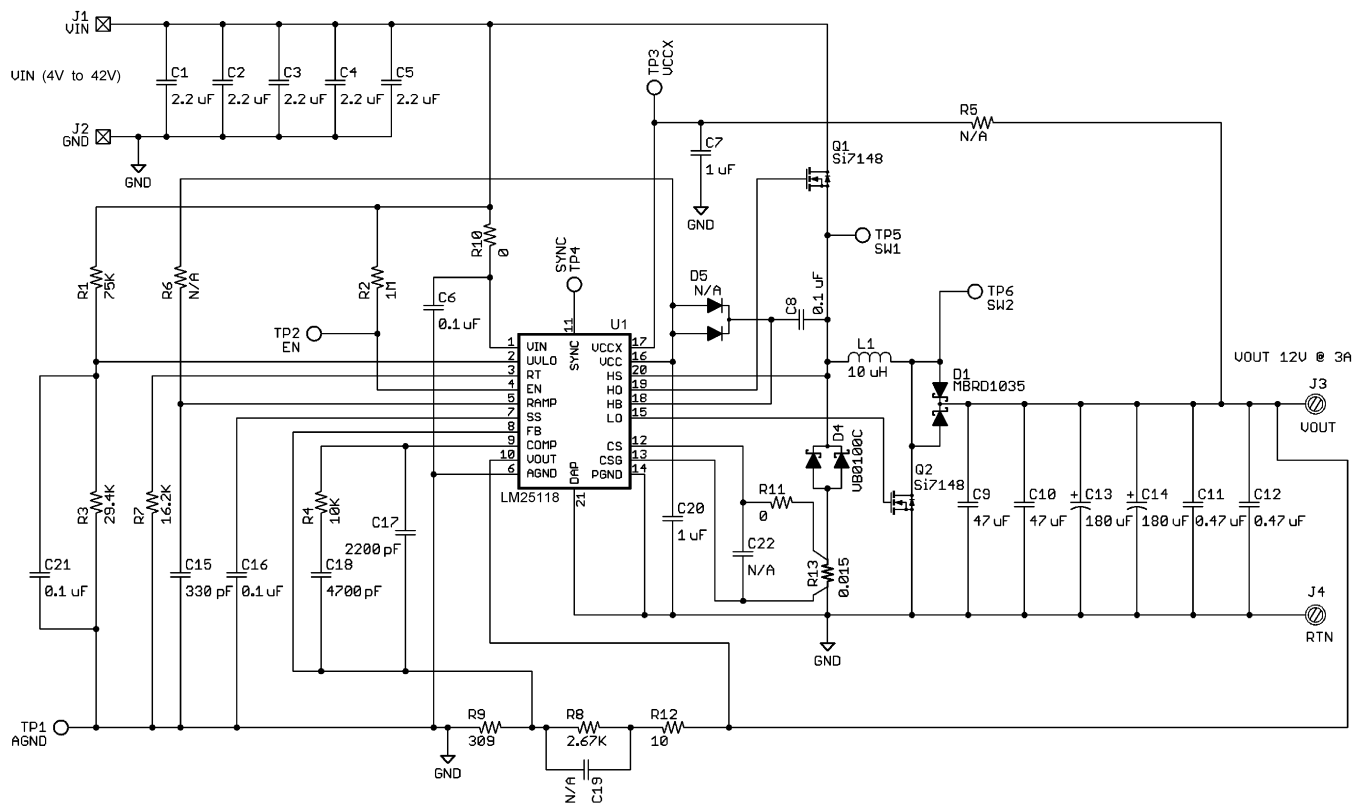 J1
VIN
VIN (4V to 42V)
J2
GND
C1
2.2 uF
C2
2.2 uF
C3
2.2 uF
C4
2.2 uF
C5
2.2 uF
GND
TP3
VCCX
C7
1 uF
GND
R5
N/A
Q1
Si7148
TP5
SW1
R1
75K
R6
N/A
R2
1M
R10
0
SYNC
TP4
C6
0.1 uF
TP2
EN
D5
N/A
C8
0.1 uF
TP6
SW2
U1
11
SYNC
1 VIN
2 UVLO
3 RT
4 EN
5 RAMP
7 SS
8 FB
9 COMP
10 VOUT
6 AGND
VCCX 17
VCC 16
HS 20
HO 19
HB 18
LO 15
CS 12
CSG 13
PGND 14
DAP
21
LM25118
L1
10 uH
D1
MBRD1035
VOUT 12V @ 3A
J3
VOUT
D4
VB0100C
Q2
Si7148
R3
29.4K
R7
16.2K
R4
10K
C17
2200 pF
C18
4700 pF
C21
0.1 uF
C15
330 pF
C16
0.1 uF
C20
1 uF
R11
0
C22
N/A
R13
0.015
C9
47 uF
C10
47 uF
+
C13
180 uF
+
C14
180 uF
C11
0.47 uF
C12
0.47 uF
J4
RTN
GND
TP1
AGND
GND
R9
309
R8
2.67K
R12
10
N/A
C19